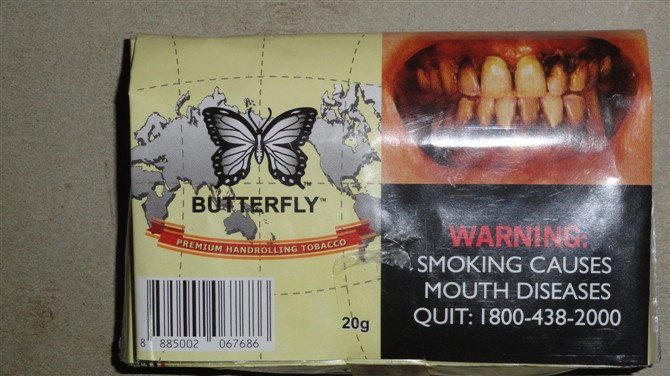 BUTTERFLY™
PREMIUM HANDROLLING TOBACCO
8 885002 067686
20g
WARNING:
SMOKING CAUSES
MOUTH DISEASES
QUIT: 1800-438-2000